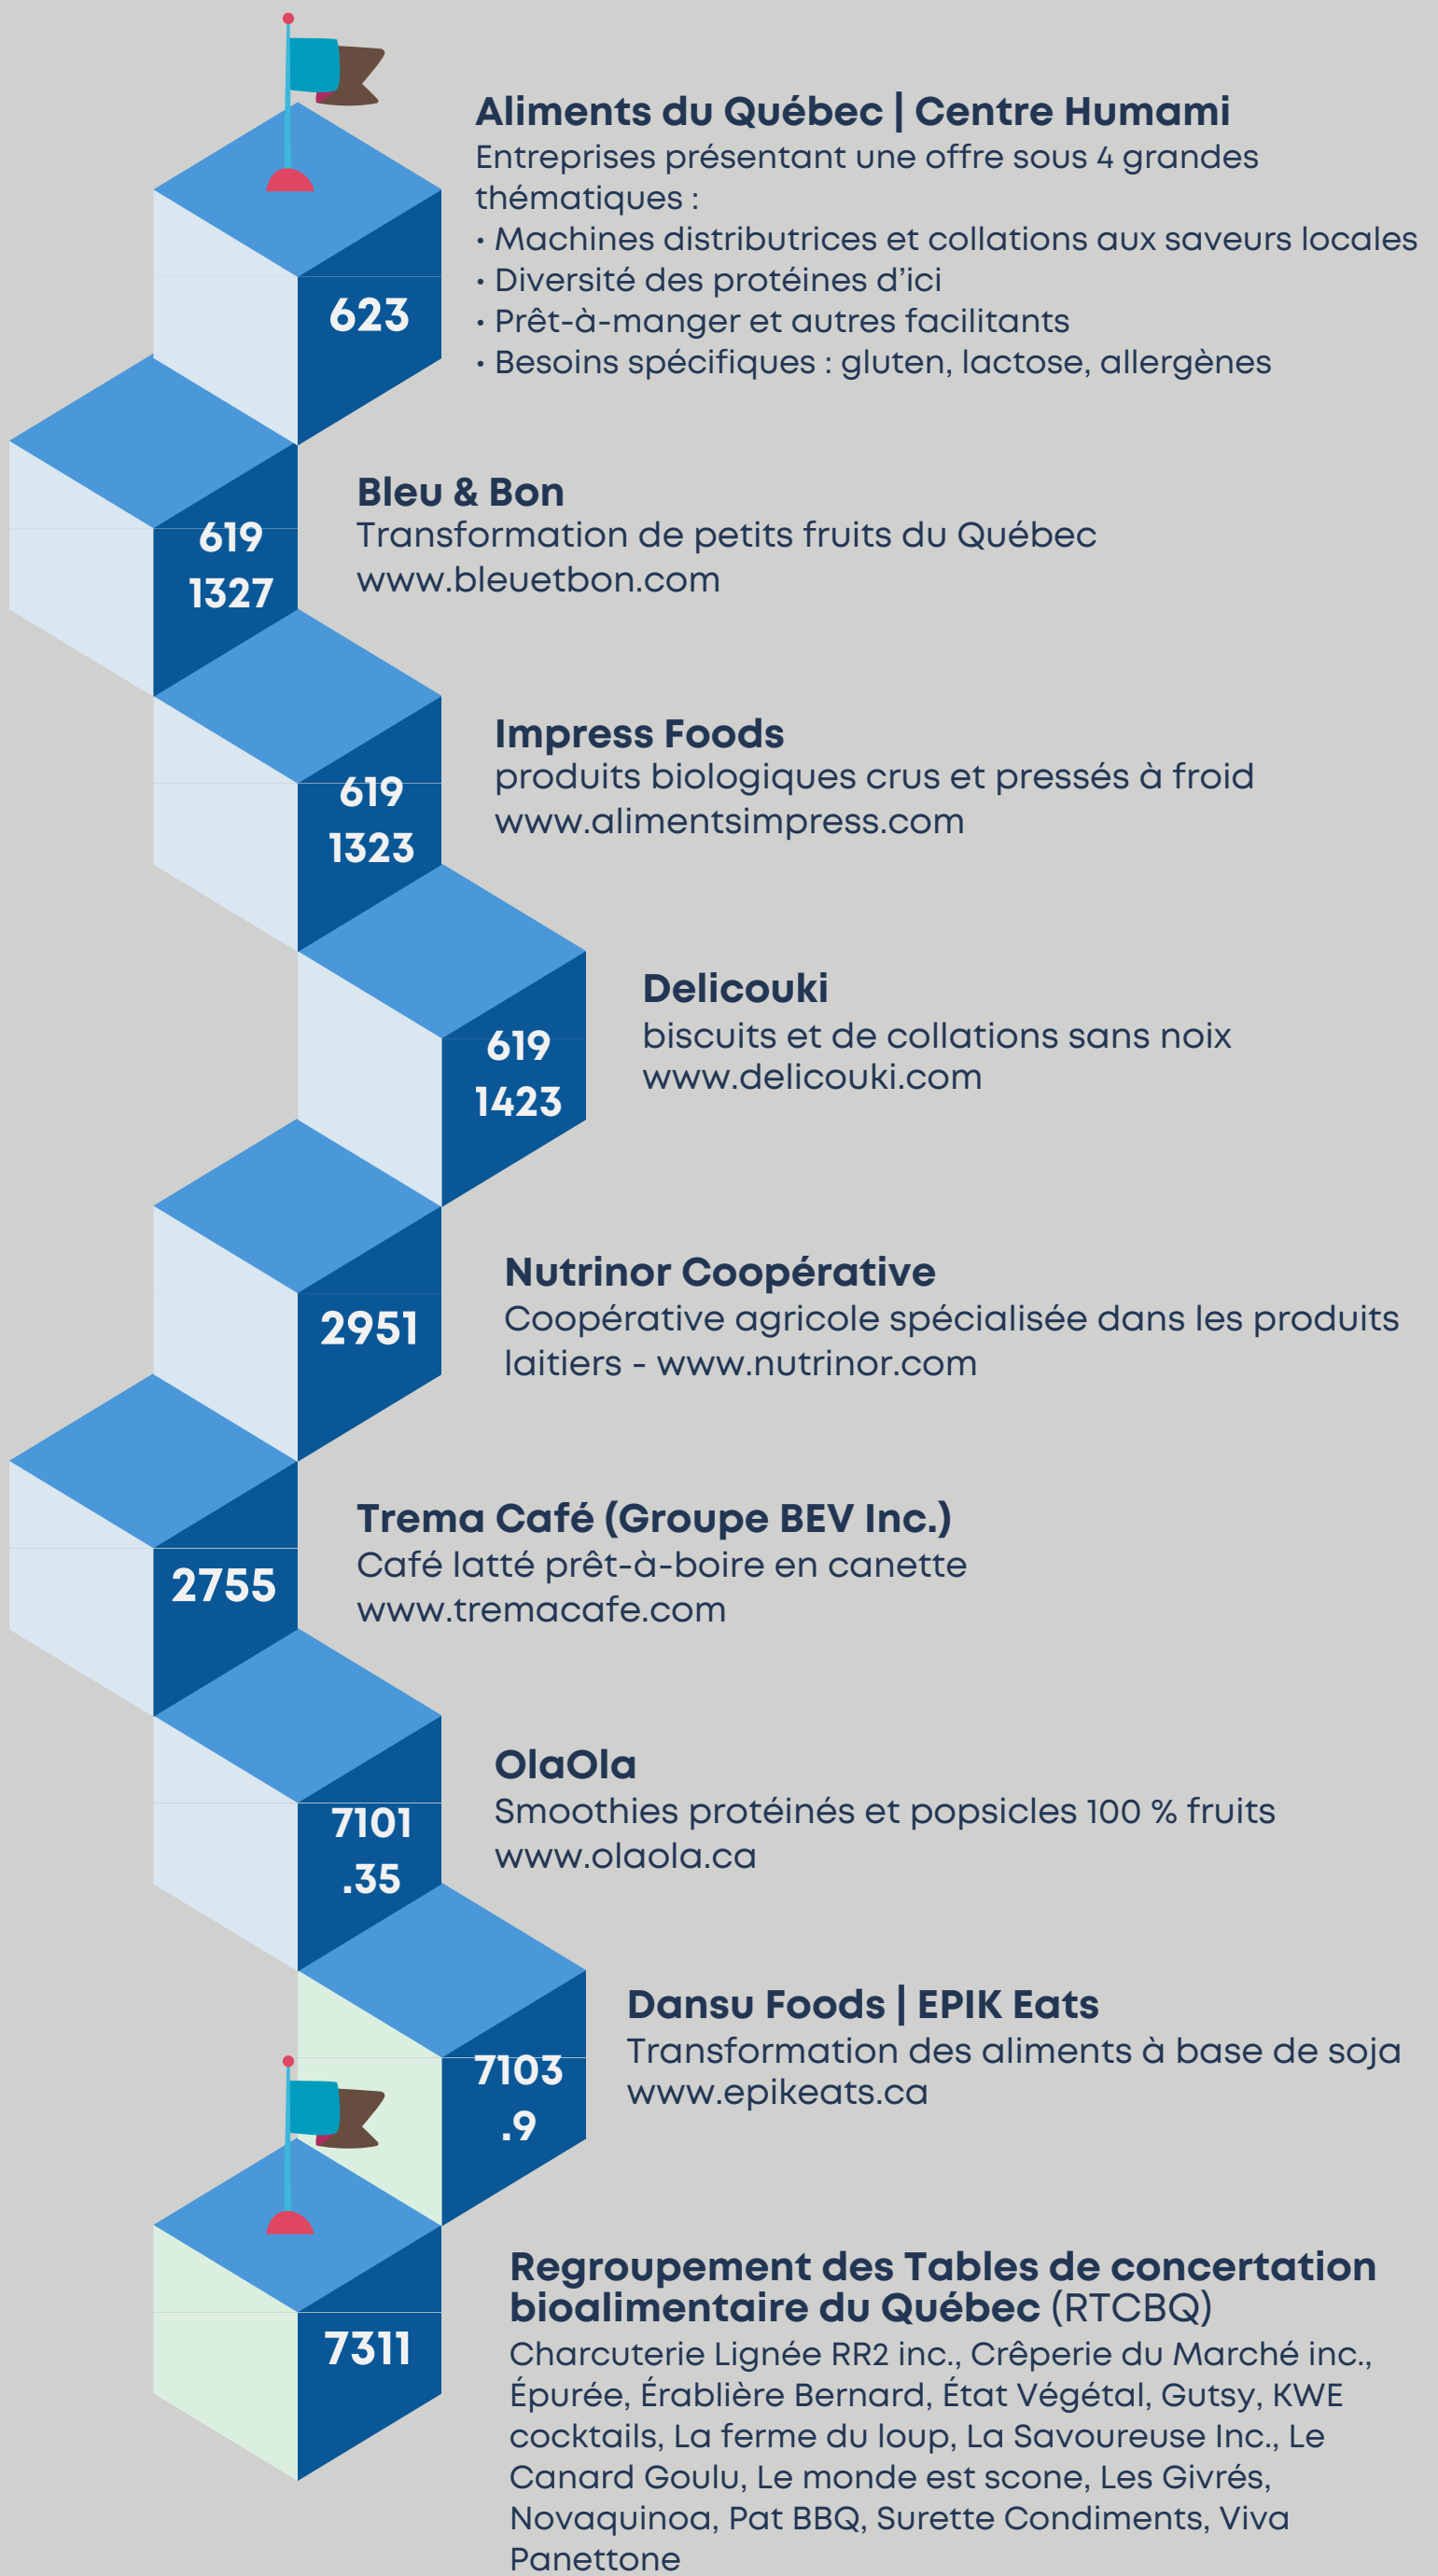 Aliments du Québec | Centre Humami
Entreprises présentant une offre sous 4 grandes
thématiques :
• Machines distributrices et collations aux saveurs locales
• Diversité des protéines d'ici
• Prêt-à-manger et autres facilitants
• Besoins spécifiques : gluten, lactose, allergènes
623
Bleu & Bon
Transformation de petits fruits du Québec
www.bleuetbon.com
619
1327
Impress Foods
produits biologiques crus et pressés à froid
www.alimentsimpress.com
619
1323
Delicouki
biscuits et de collations sans noix
www.delicouki.com
619
1423
Nutrinor Coopérative
Coopérative agricole spécialisée dans les produits
laitiers - www.nutrinor.com
2951
Trema Café (Groupe BEV Inc.)
Café latté prêt-à-boire en canette
www.tremacafe.com
2755
OlaOla
Smoothies protéinés et popsicles 100 % fruits
www.olaola.ca
7101
.35
Dansu Foods | EPIK Eats
Transformation des aliments à base de soja
www.epikeats.ca
7103
.9
Regroupement des Tables de concertation
bioalimentaire du Québec (RTCBQ)
Charcuterie Lignée RR2 inc., Crêperie du Marché inc.,
Épurée, Érablière Bernard, État Végétal, Gutsy, KWE
cocktails, La ferme du loup, La Savoureuse Inc., Le
Canard Goulu, Le monde est scone, Les Givrés,
Novaquinoa, Pat BBQ, Surette Condiments, Viva
Panettone
7311